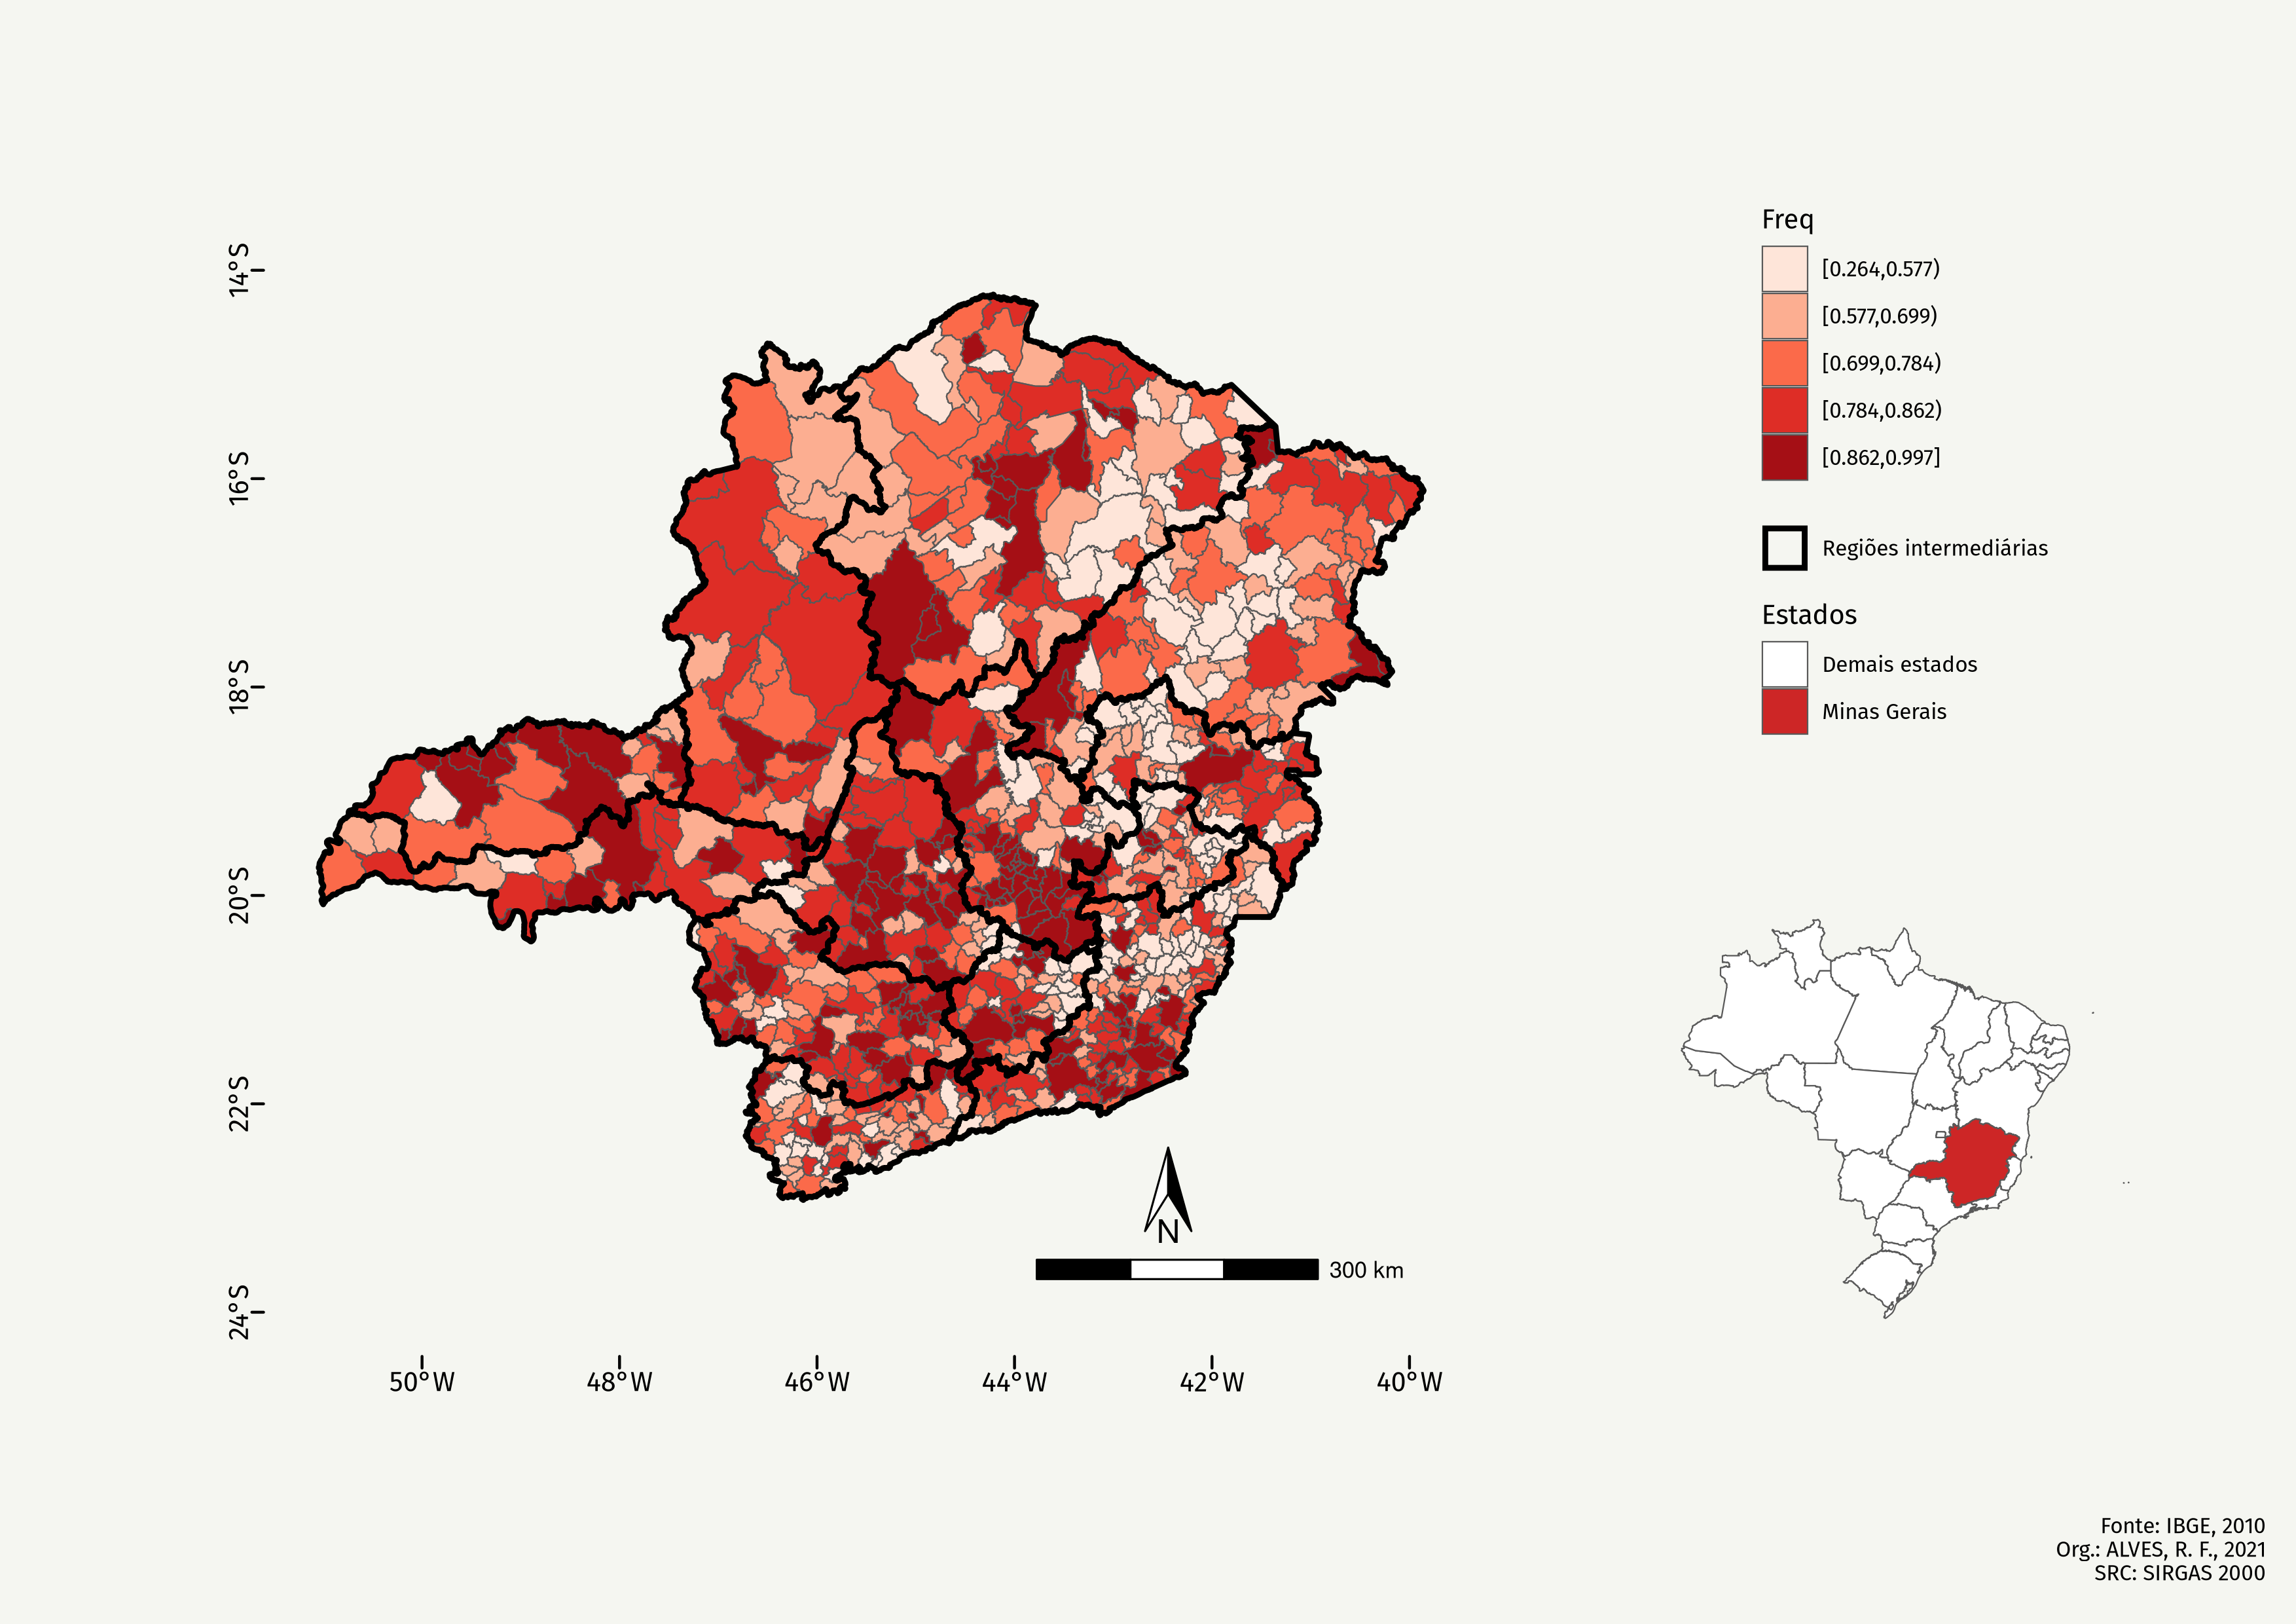 Freq
[0.264,0.577)
[0.577,0.699)
[0.699,0.784)
[0.784,0.862)
[0.862,0.997]
Regiões intermediárias
Estados
Demais estados
Minas Gerais
14°S
16°S
18°S
20°S
22°S
24°S
N
300 km
50°W
48°W
46°W
44°W
42°W
40°W
Fonte: IBGE, 2010
Org.: ALVES, R. F., 2021
SRC: SIRGAS 2000